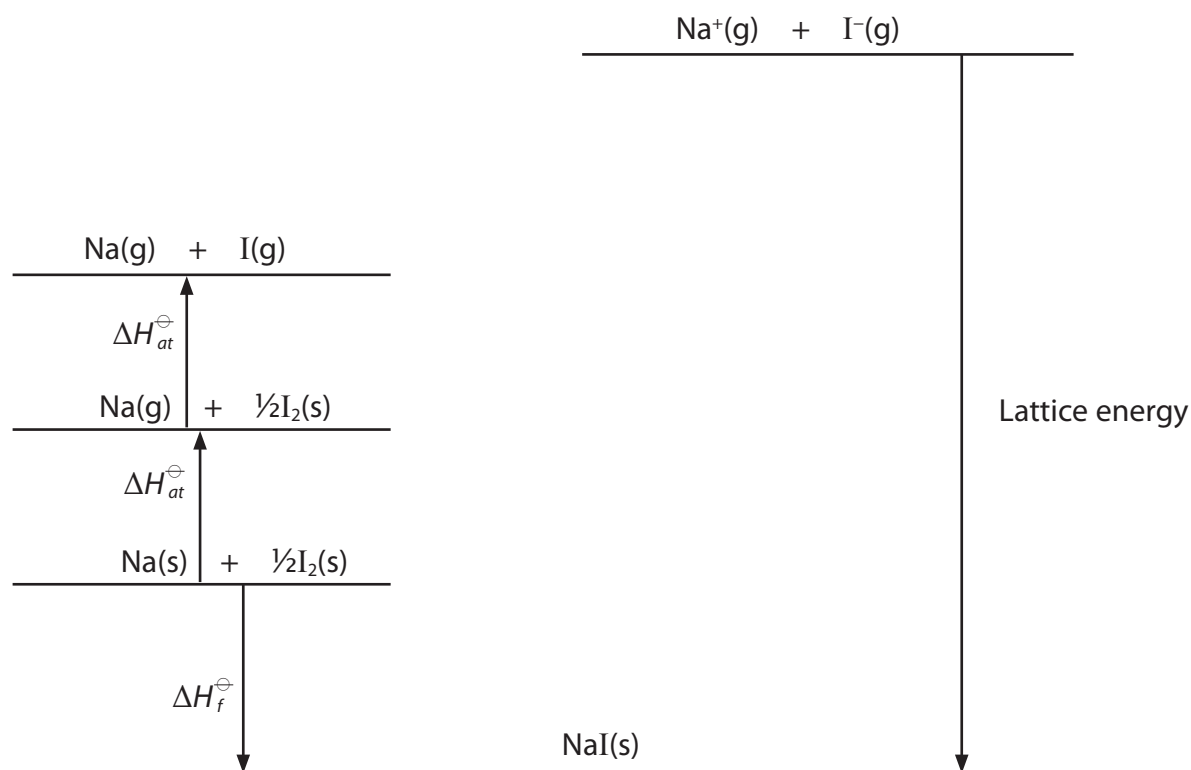 Na⁺(g) + I⁻(g)
Na(g) + I(g)
ΔH⦵at
Na(g) + ½I₂(s)
Lattice energy
ΔH⦵at
Na(s) + ½I₂(s)
ΔH⦵f
NaI(s)